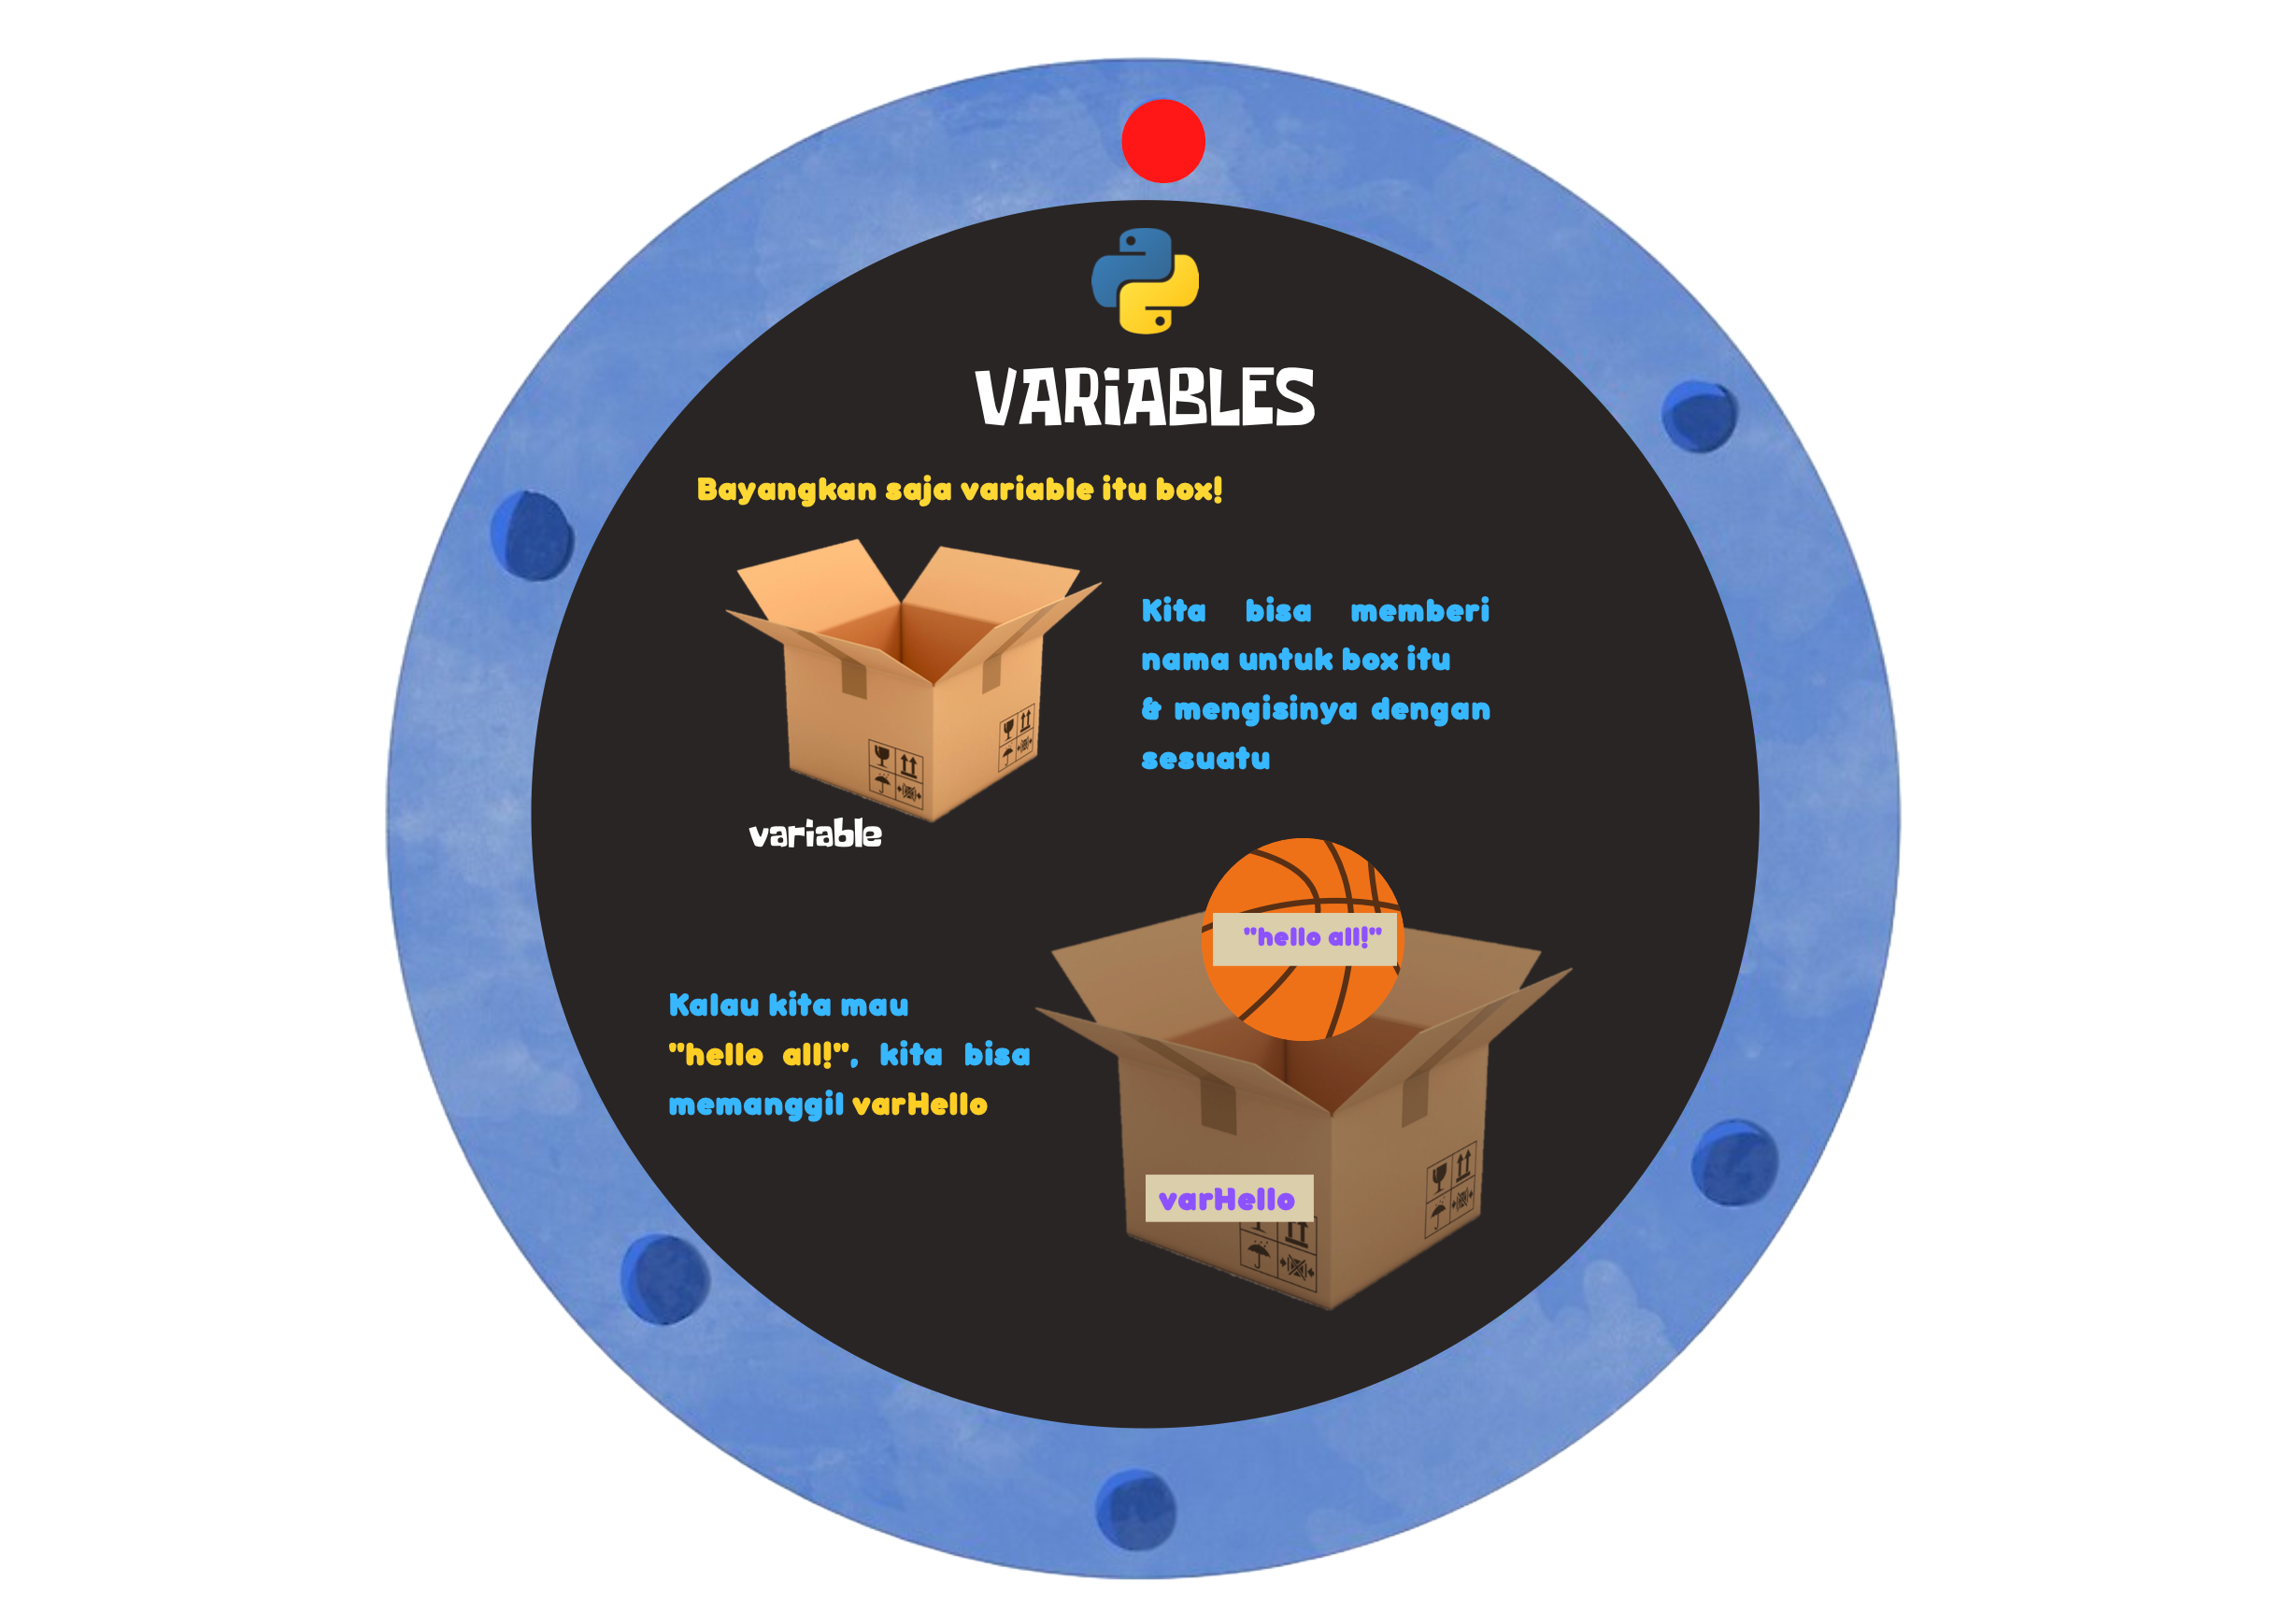 VARiABLES
Bayangkan saja variable itu box!
Kita bisa memberi
nama untuk box itu
& mengisinya dengan
sesuatu
variable
"hello all!"
Kalau kita mau
"hello all!", kita bisa
memanggil varHello
varHello